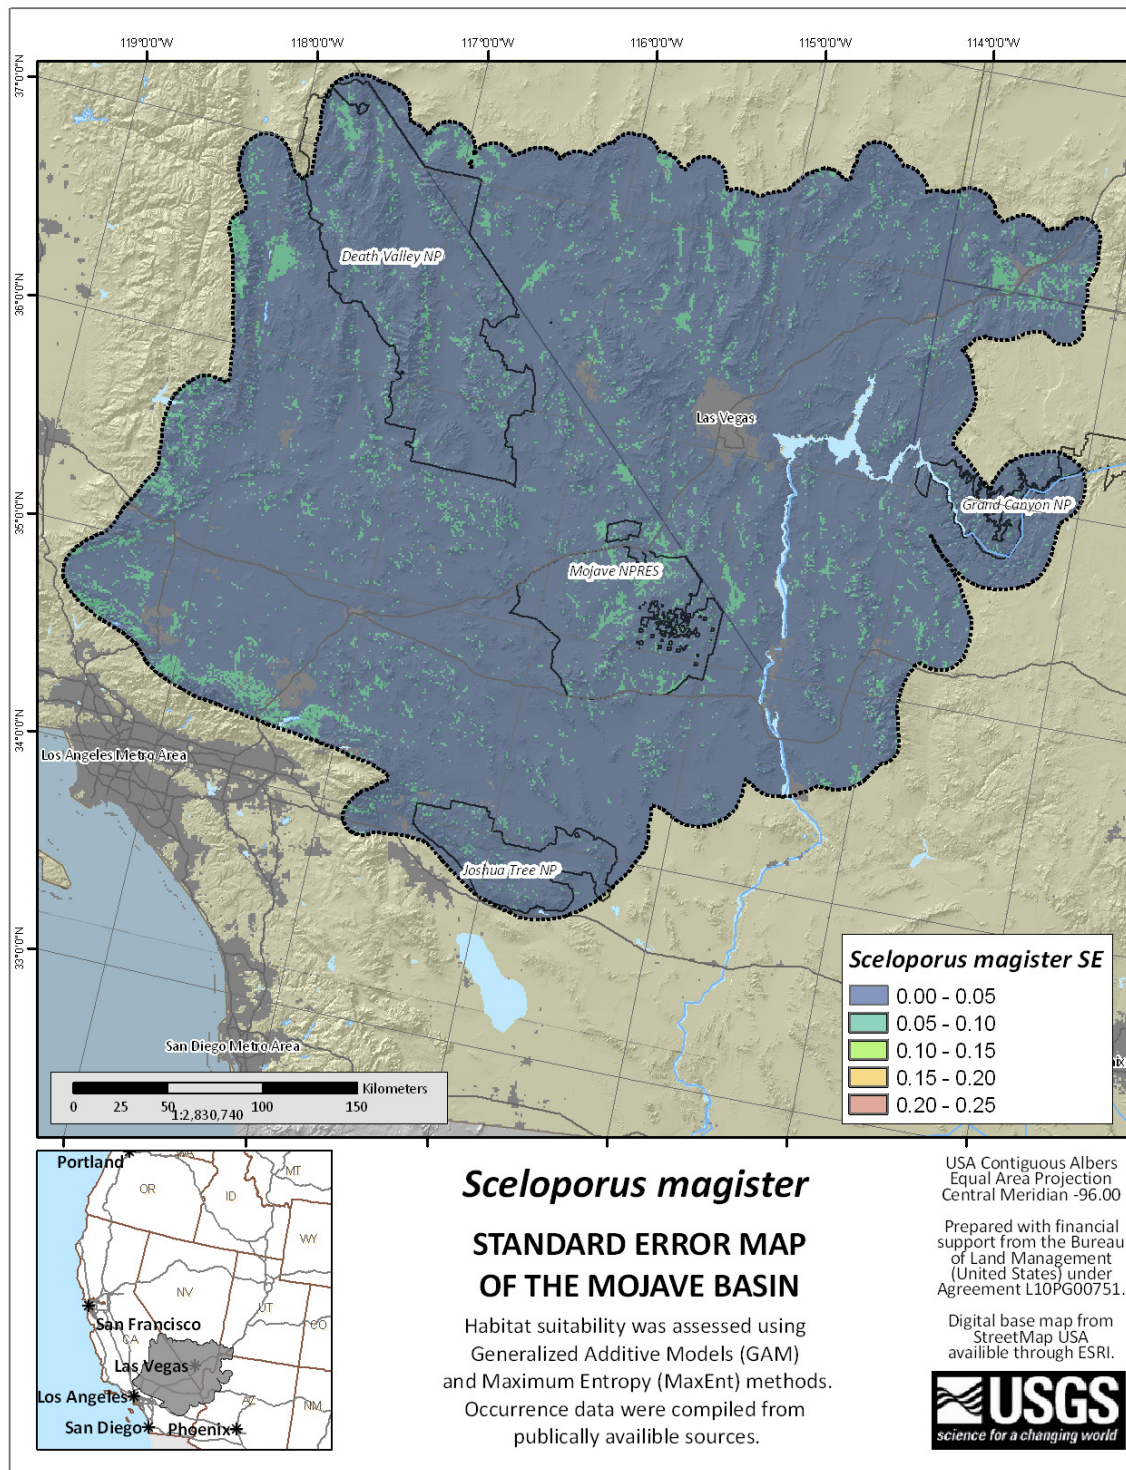 119°0'0"W 118°0'0"W 117°0'0"W 116°0'0"W 115°0'0"W 114°0'0"W
37°0'0"N
36°0'0"N
35°0'0"N
34°0'0"N
33°0'0"N
Death Valley NP
Las Vegas
Grand Canyon NP
Mojave NPRES
Los Angeles Metro Area
Joshua Tree NP
San Diego Metro Area
Sceloporus magister SE
0.00 - 0.05
0.05 - 0.10
0.10 - 0.15
0.15 - 0.20
0.20 - 0.25
Kilometers
0 25 50 100 150
1:2,830,740
Portland
WA
MT
OR
ID
WY
NV
UT
CO
San Francisco
CA
Las Vegas
Los Angeles
AZ
NM
San Diego
Phoenix
Sceloporus magister
STANDARD ERROR MAP
OF THE MOJAVE BASIN
Habitat suitability was assessed using
Generalized Additive Models (GAM)
and Maximum Entropy (MaxEnt) methods.
Occurrence data were compiled from
publically availible sources.
USA Contiguous Albers
Equal Area Projection
Central Meridian -96.00
Prepared with financial
support from the Bureau
of Land Management
(United States) under
Agreement L10PG00751.
Digital base map from
StreetMap USA
availible through ESRI.
USGS
science for a changing world